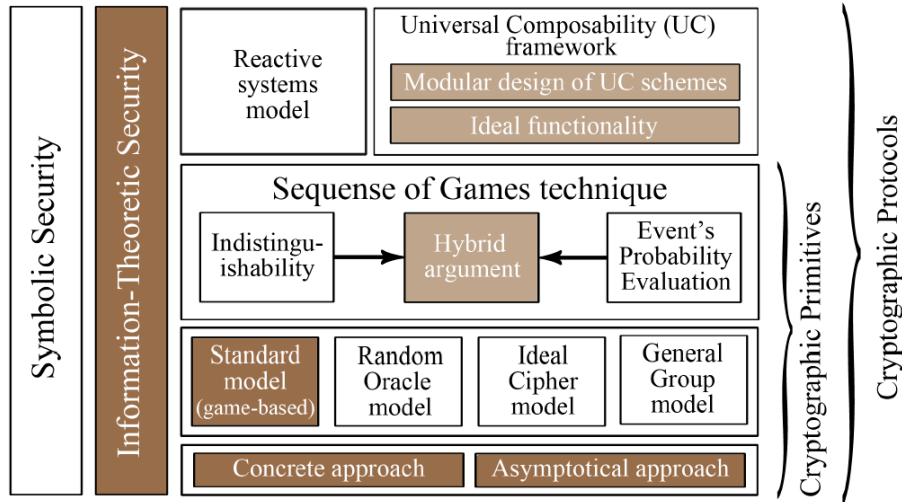 Symbolic Security
Information-Theoretic Security
Reactive
systems
model
Universal Composability (UC)
framework
Modular design of UC schemes
Ideal functionality
Sequense of Games technique
Indistingu-
ishability
Hybrid
argument
Event's
Probability
Evaluation
Standard
model
(game-based)
Random
Oracle
model
Ideal
Cipher
model
General
Group
model
Concrete approach
Asymptotical approach
Cryptographic Primitives
Cryptographic Protocols